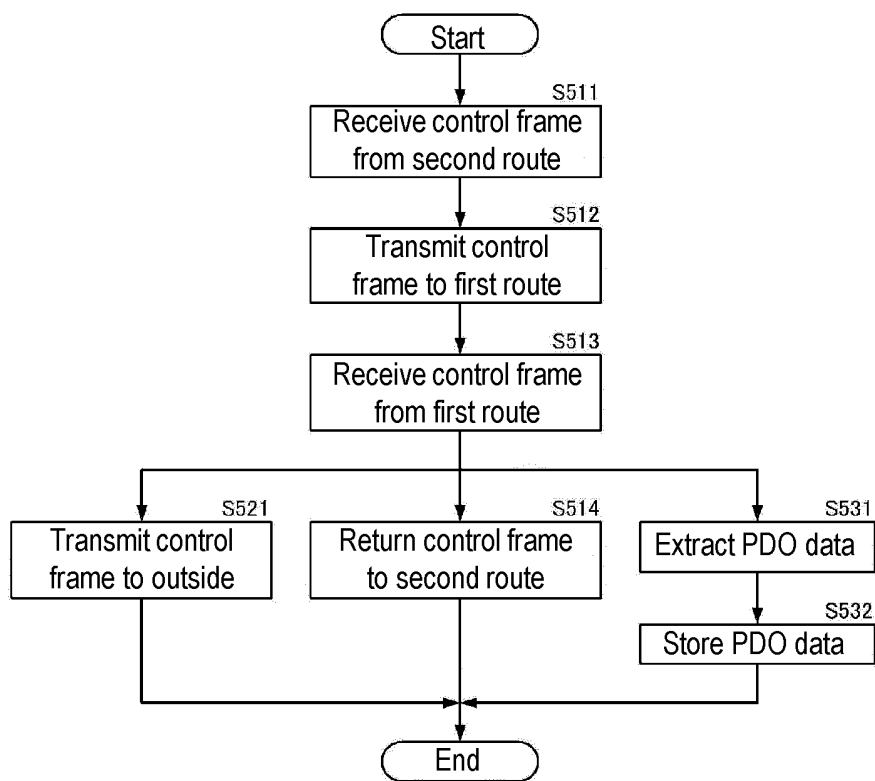 Start
S511
Receive control frame
from second route
S512
Transmit control
frame to first route
S513
Receive control frame
from first route
S521
Transmit control
frame to outside
S514
Return control frame
to second route
S531
Extract PDO data
S532
Store PDO data
End